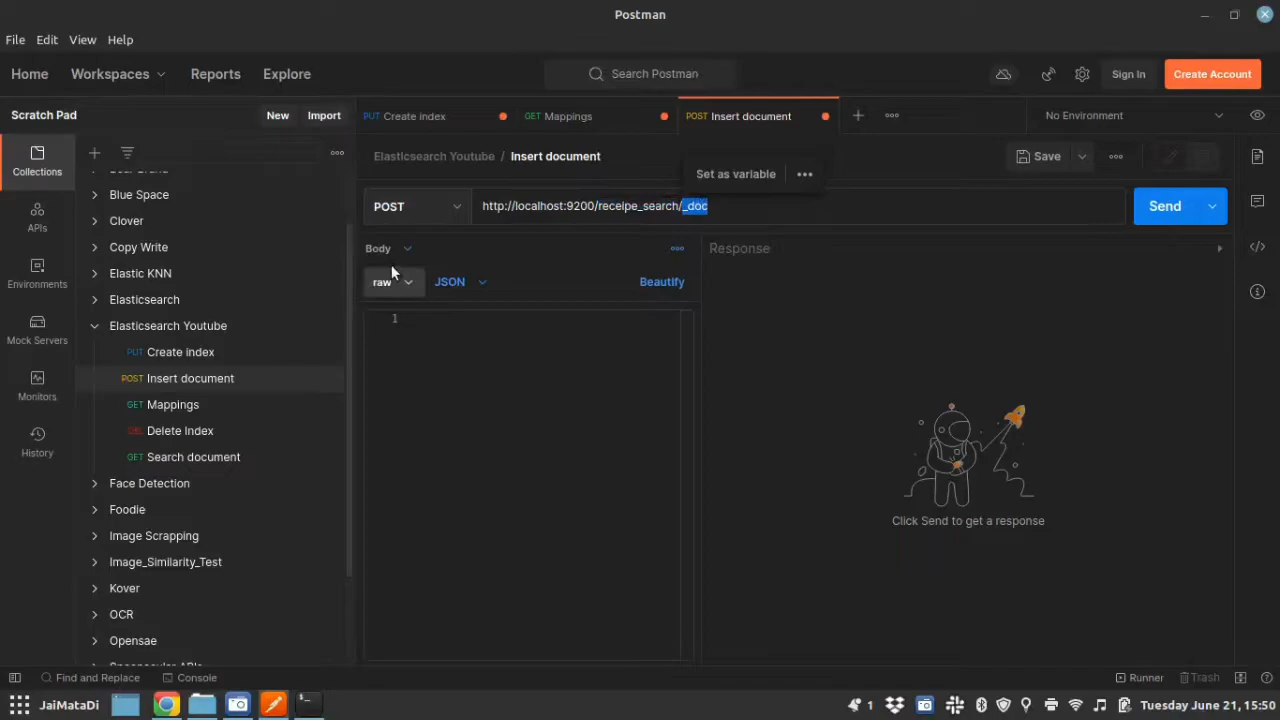 Postman
File Edit View Help
Home Workspaces Reports Explore Search Postman Sign In Create Account
Scratch Pad New Import PUT Create index GET Mappings POST Insert document No Environment
Collections
APIs
Environments
Mock Servers
Monitors
History
Blue Space
Clover
Copy Write
Elastic KNN
Elasticsearch
Elasticsearch Youtube
PUT Create index
POST Insert document
GET Mappings
DEL Delete Index
GET Search document
Face Detection
Foodie
Image Scrapping
Image_Similarity_Test
Kover
OCR
Opensae
Elasticsearch Youtube / Insert document Save
Set as variable
POST http://localhost:9200/receipe_search/_doc Send
Body
raw JSON Beautify
1
Response
Click Send to get a response
Find and Replace Console Runner Trash
JaiMataDi 1 Tuesday June 21, 15:50